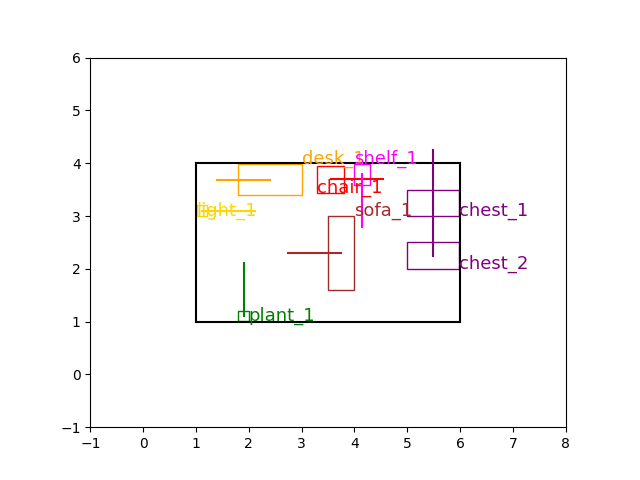 6
5
desk_1
shelf_1
4
chair_1
light_1
sofa_1
chest_1
3
chest_2
2
plant_1
1
0
−1
−1 0 1 2 3 4 5 6 7 8